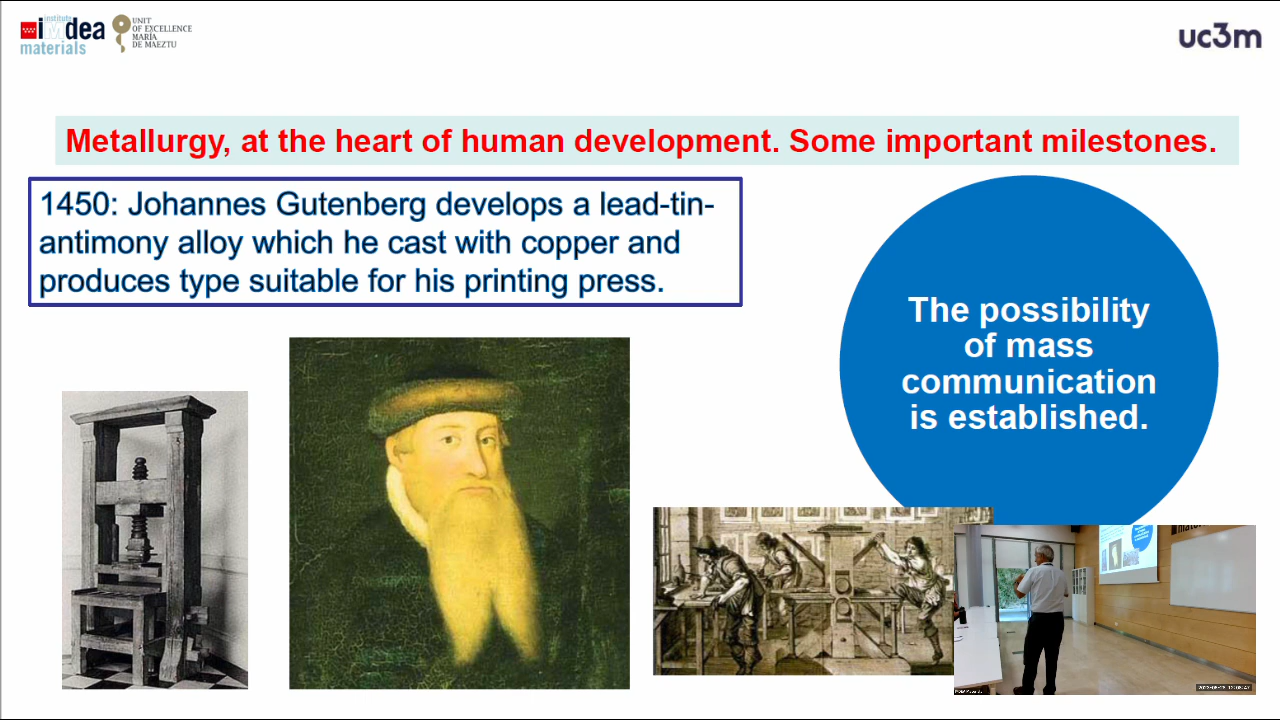 institute
iMdea
materials
UNIT
OF EXCELLENCE
MARÍA
DE MAEZTU
uc3m
Metallurgy, at the heart of human development. Some important milestones.
1450: Johannes Gutenberg develops a lead-tin-
antimony alloy which he cast with copper and
produces type suitable for his printing press.
The possibility
of mass
communication
is established.